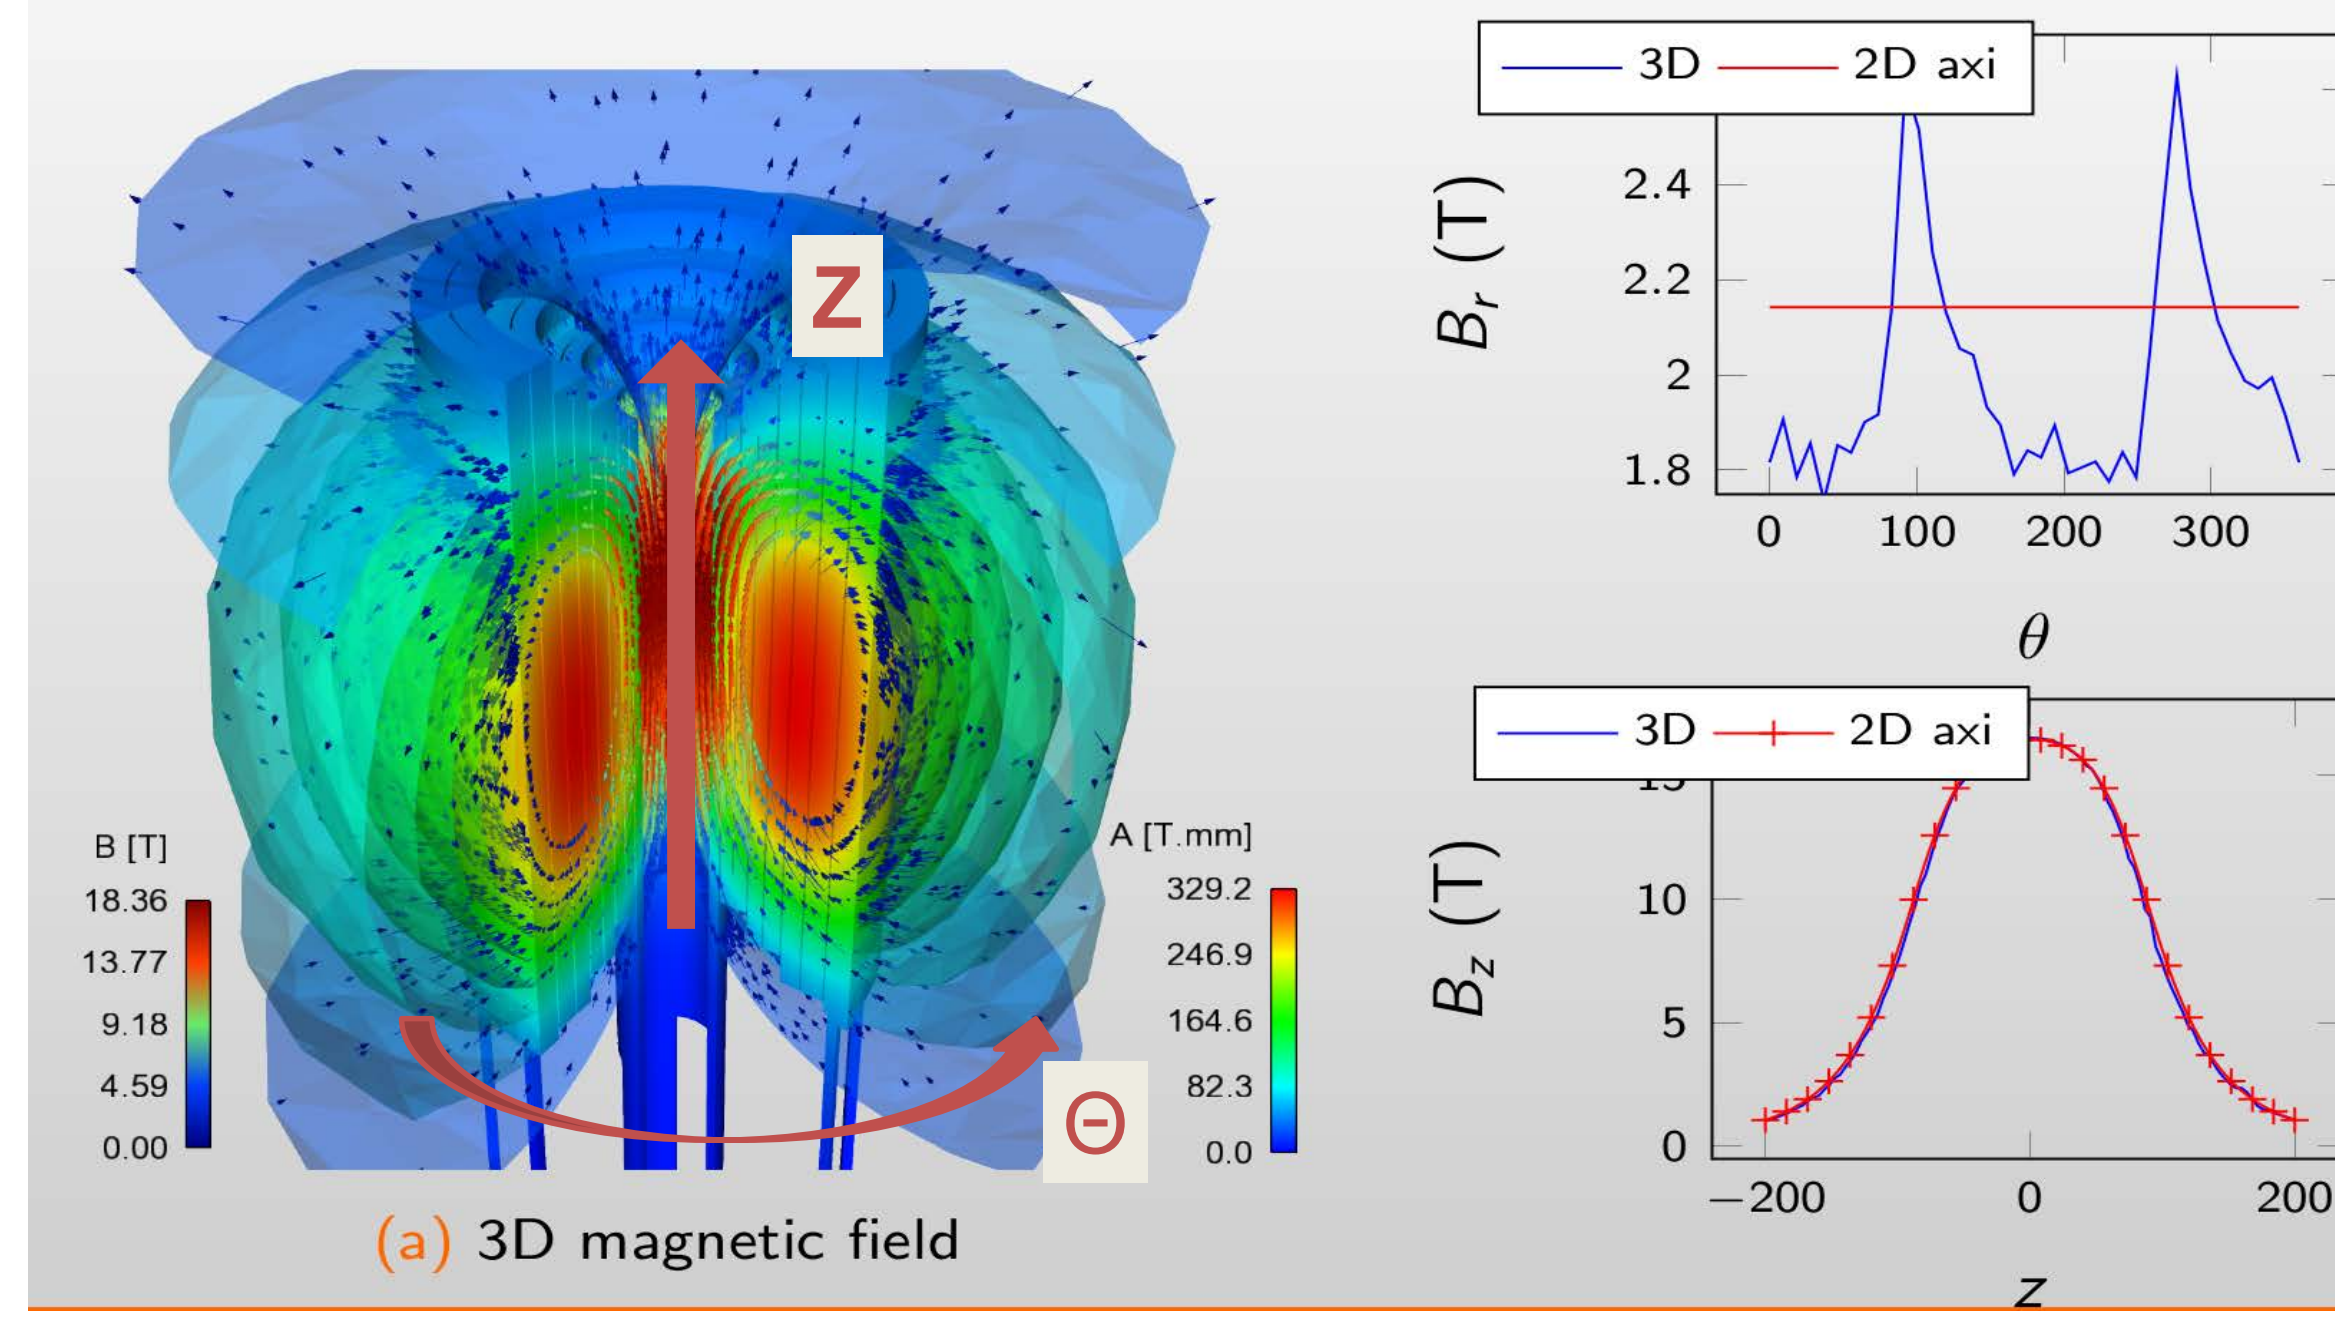 Z
Θ
B [T]
18.36
13.77
9.18
4.59
0.00
A [T.mm]
329.2
246.9
164.6
82.3
0.0
(a) 3D magnetic field
3D 2D axi
B_r (T)
2.4
2.2
2
1.8
0 100 200 300
θ
3D 2D axi
B_z (T)
10
5
0
−200 0 200
z